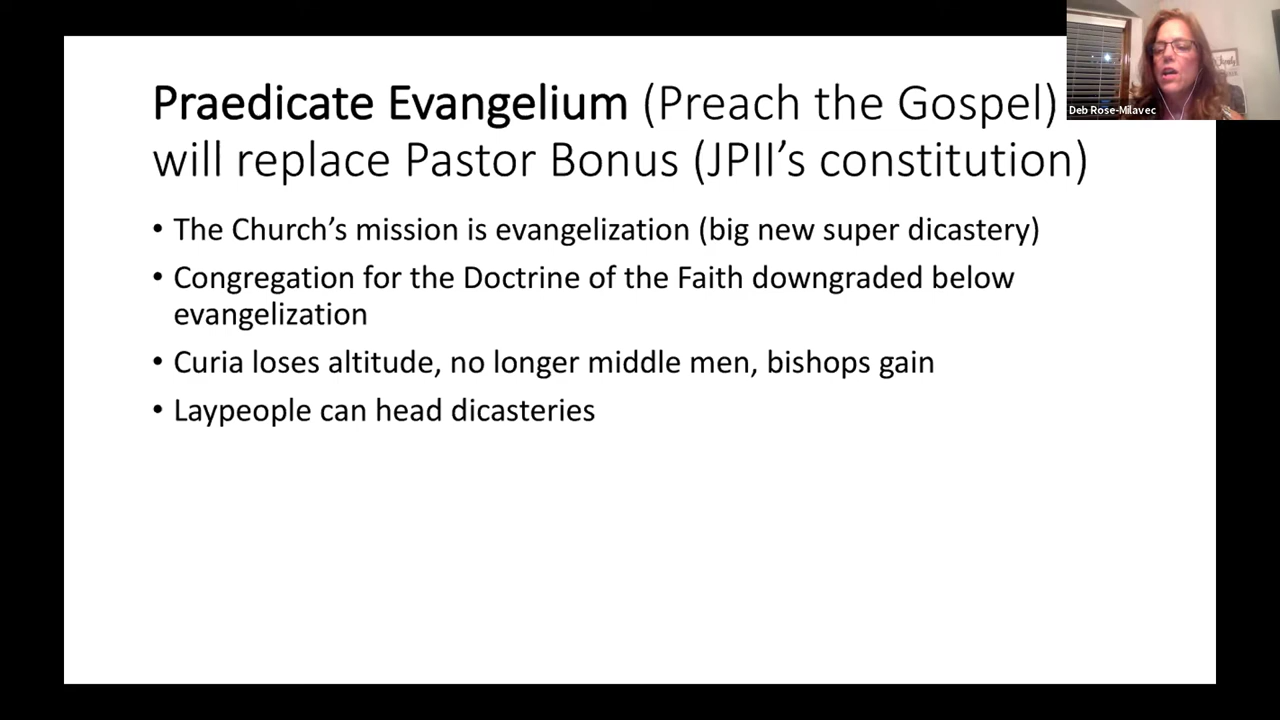 Praedicate Evangelium (Preach the Gospel)
will replace Pastor Bonus (JPII’s constitution)
• The Church’s mission is evangelization (big new super dicastery)
• Congregation for the Doctrine of the Faith downgraded below
evangelization
• Curia loses altitude, no longer middle men, bishops gain
• Laypeople can head dicasteries
Deb Rose-Milavec